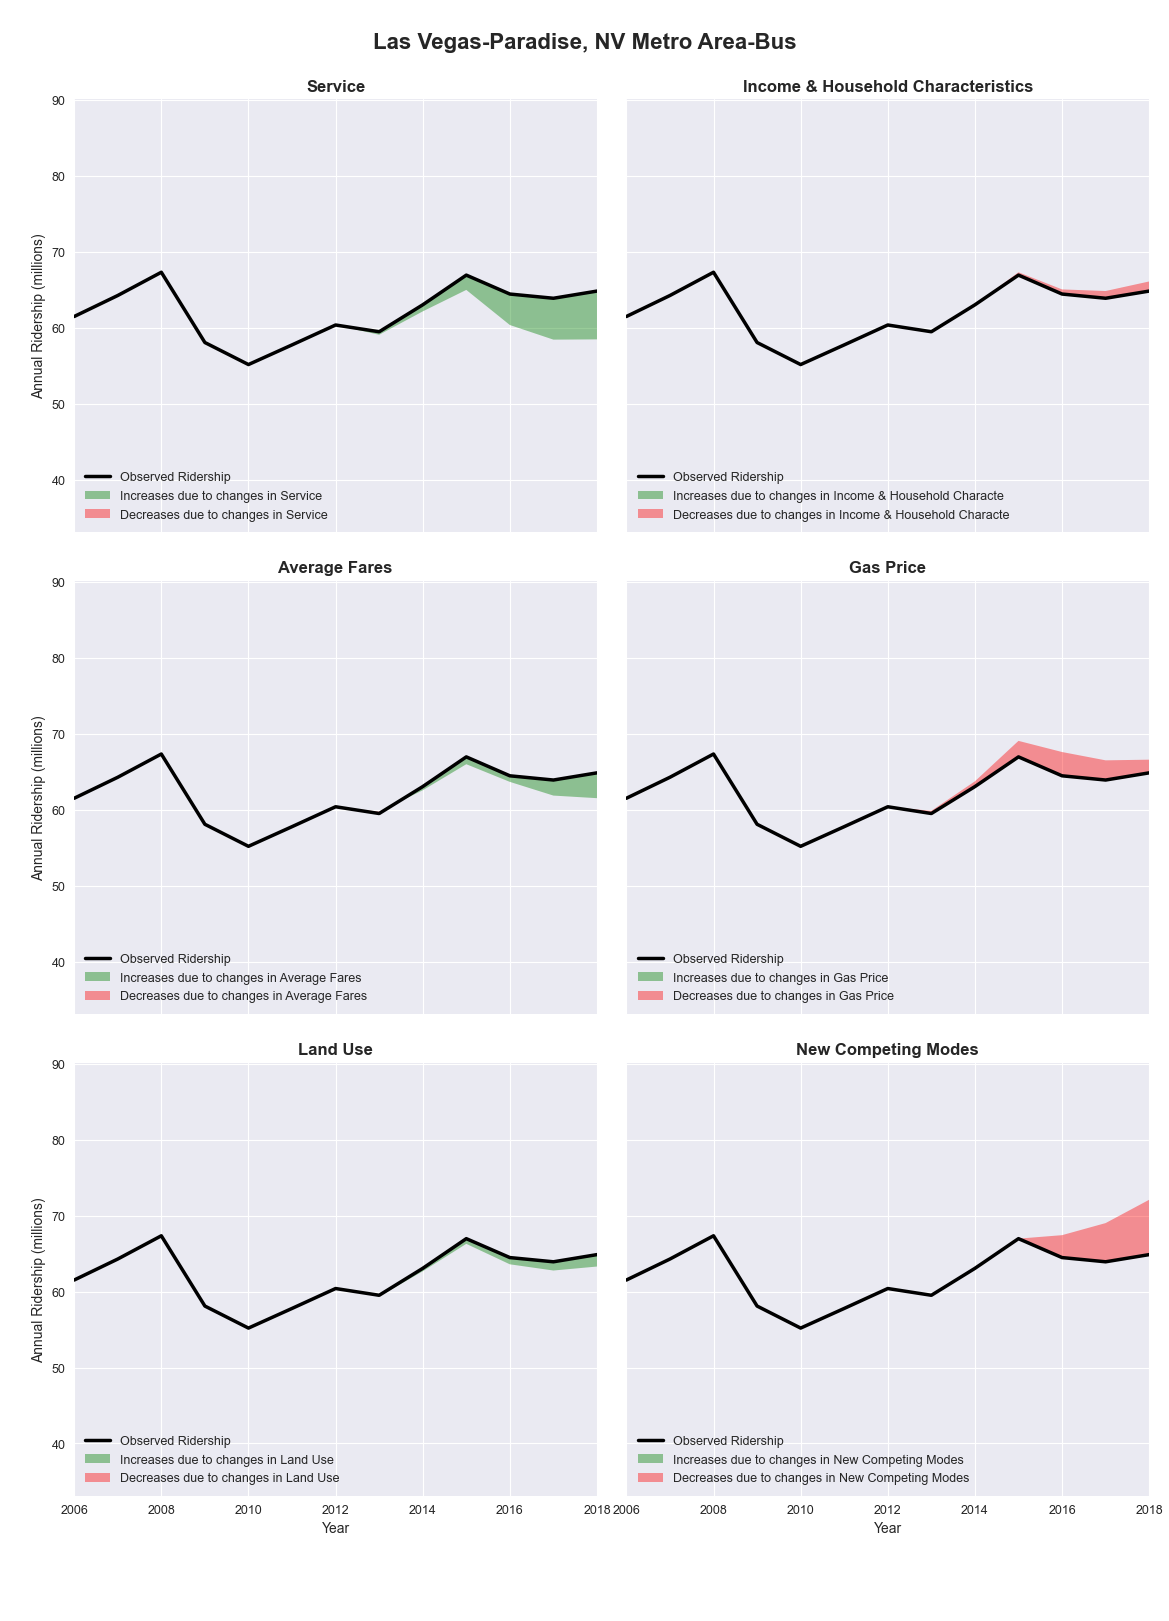 Las Vegas-Paradise, NV Metro Area-Bus
Service
Income & Household Characteristics
90
80
70
60
50
40
Annual Ridership (millions)
Observed Ridership
Increases due to changes in Service
Decreases due to changes in Service
Observed Ridership
Increases due to changes in Income & Household Characte
Decreases due to changes in Income & Household Characte
Average Fares
Gas Price
90
80
70
60
50
40
Annual Ridership (millions)
Observed Ridership
Increases due to changes in Average Fares
Decreases due to changes in Average Fares
Observed Ridership
Increases due to changes in Gas Price
Decreases due to changes in Gas Price
Land Use
New Competing Modes
90
80
70
60
50
40
Annual Ridership (millions)
Observed Ridership
Increases due to changes in Land Use
Decreases due to changes in Land Use
Observed Ridership
Increases due to changes in New Competing Modes
Decreases due to changes in New Competing Modes
2006 2008 2010 2012 2014 2016 2018
2006 2008 2010 2012 2014 2016 2018
Year
Year